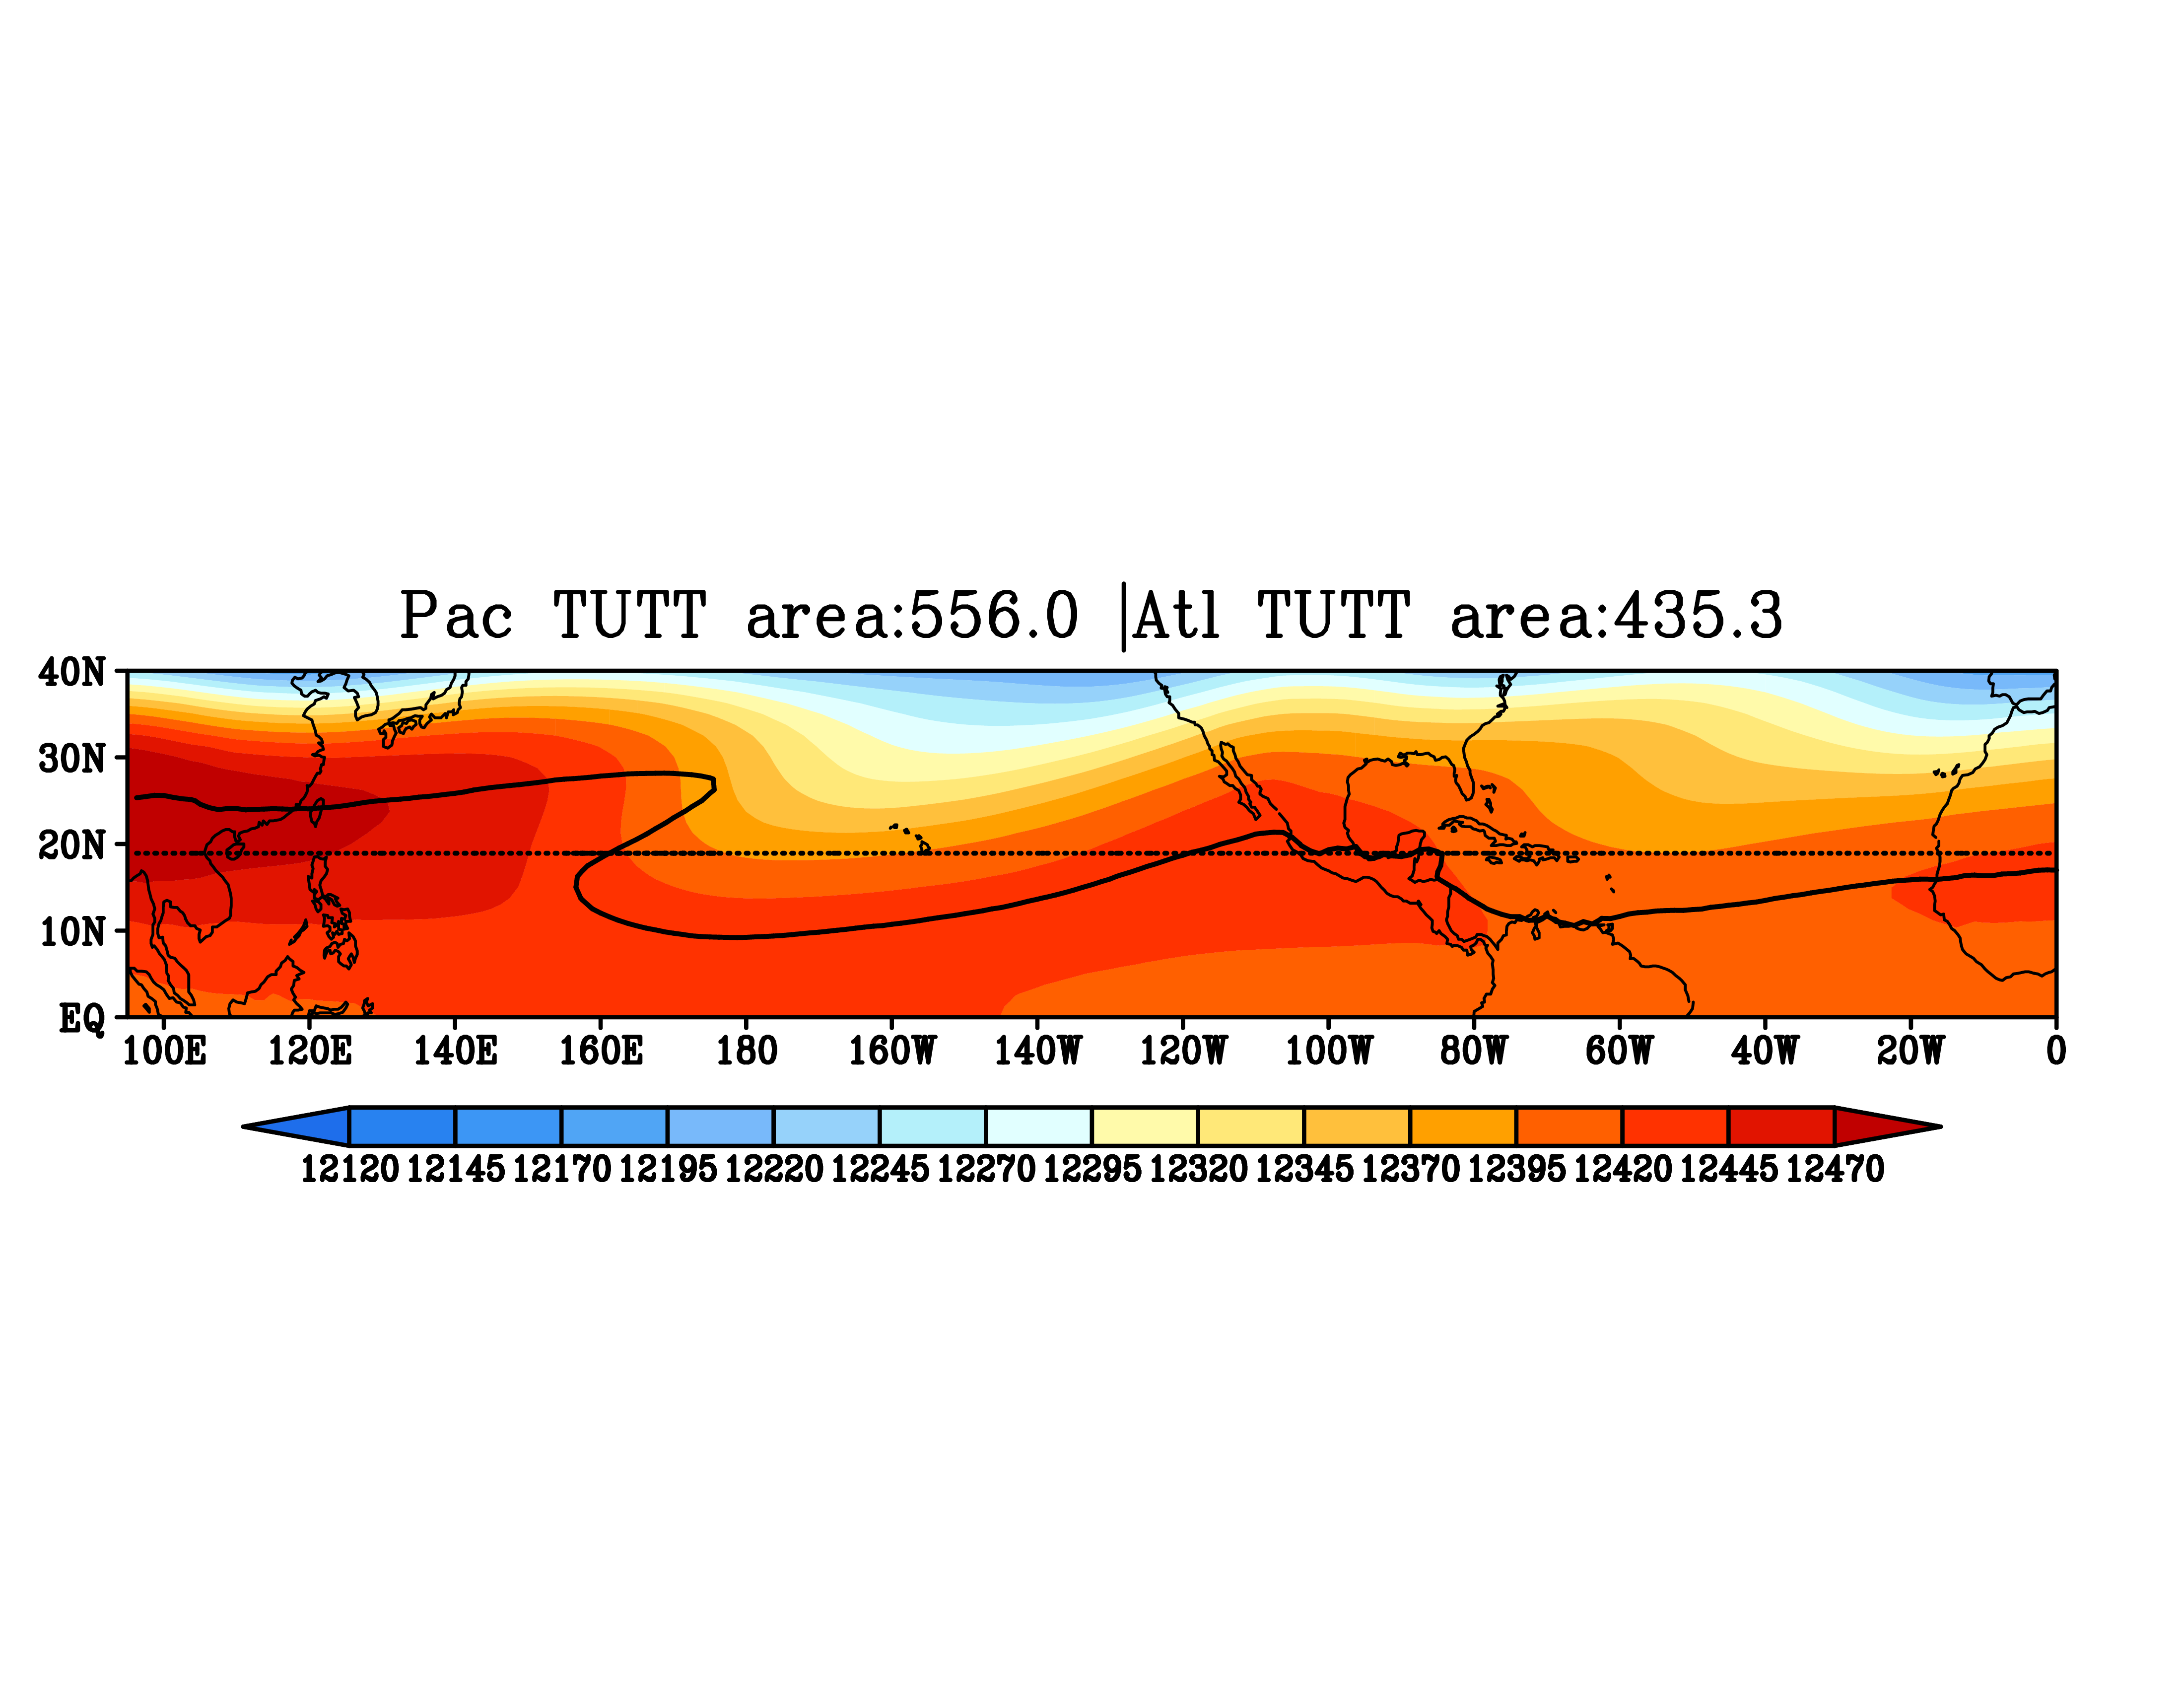 Pac TUTT area:556.0 |Atl TUTT area:435.3
40N
30N
20N
10N
EQ
100E 120E 140E 160E 180 160W 140W 120W 100W 80W 60W 40W 20W 0
12120 12145 12170 12195 12220 12245 12270 12295 12320 12345 12370 12395 12420 12445 12470